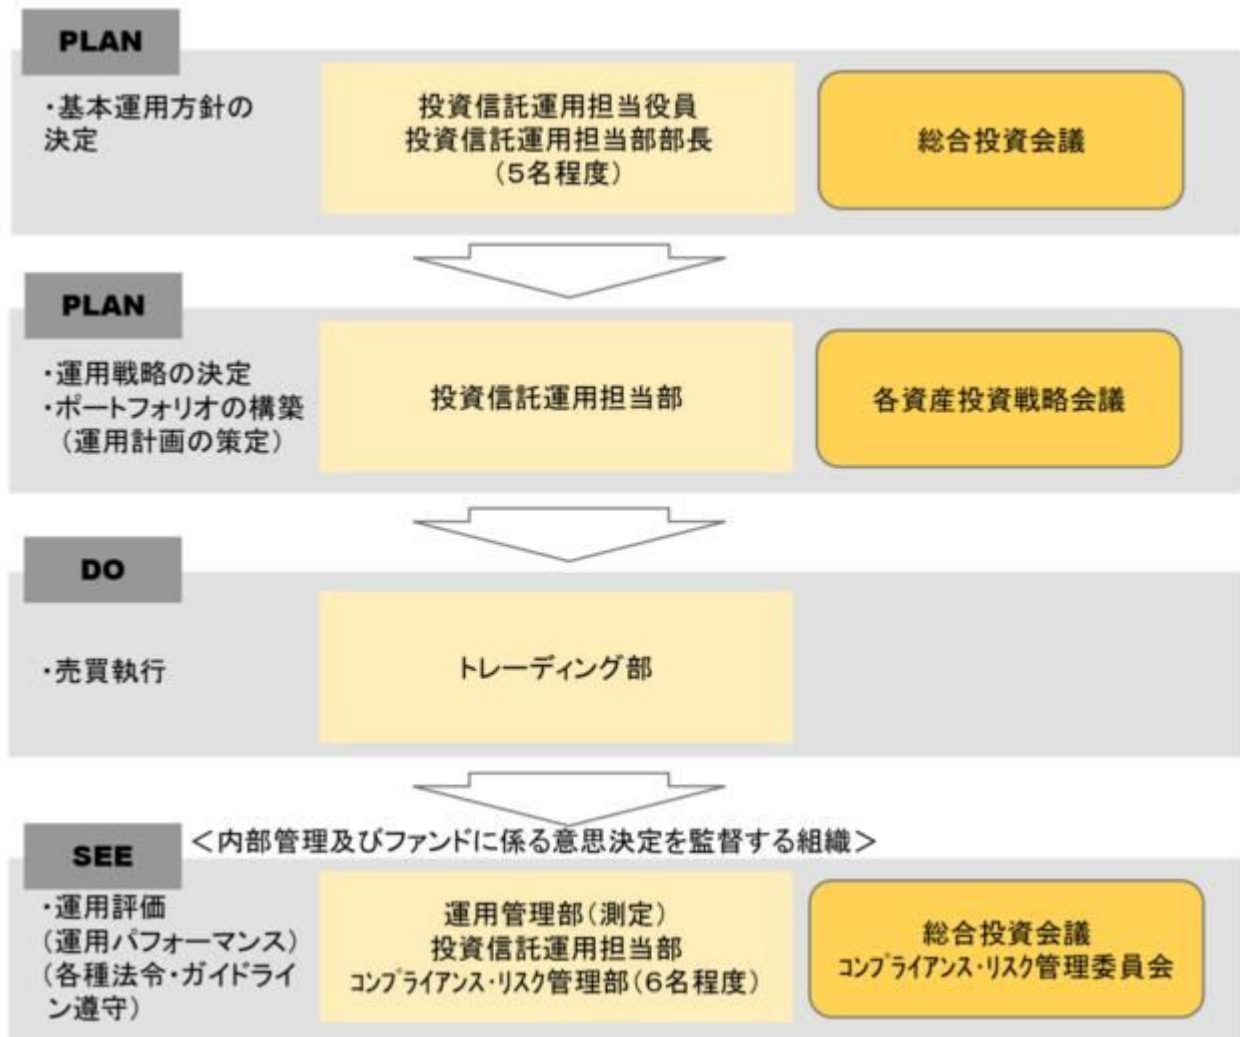 PLAN
・基本運用方針の
決定
投資信託運用担当役員
投資信託運用担当部部長
(5名程度)
総合投資会議
PLAN
・運用戦略の決定
・ポートフォリオの構築
(運用計画の策定)
投資信託運用担当部
各資産投資戦略会議
DO
・売買執行
トレーディング部
<内部管理及びファンドに係る意思決定を監督する組織>
SEE
・運用評価
(運用パフォーマンス)
(各種法令・ガイドライ
ン遵守)
運用管理部(測定)
投資信託運用担当部
コンプライアンス・リスク管理部(6名程度)
総合投資会議
コンプライアンス・リスク管理委員会